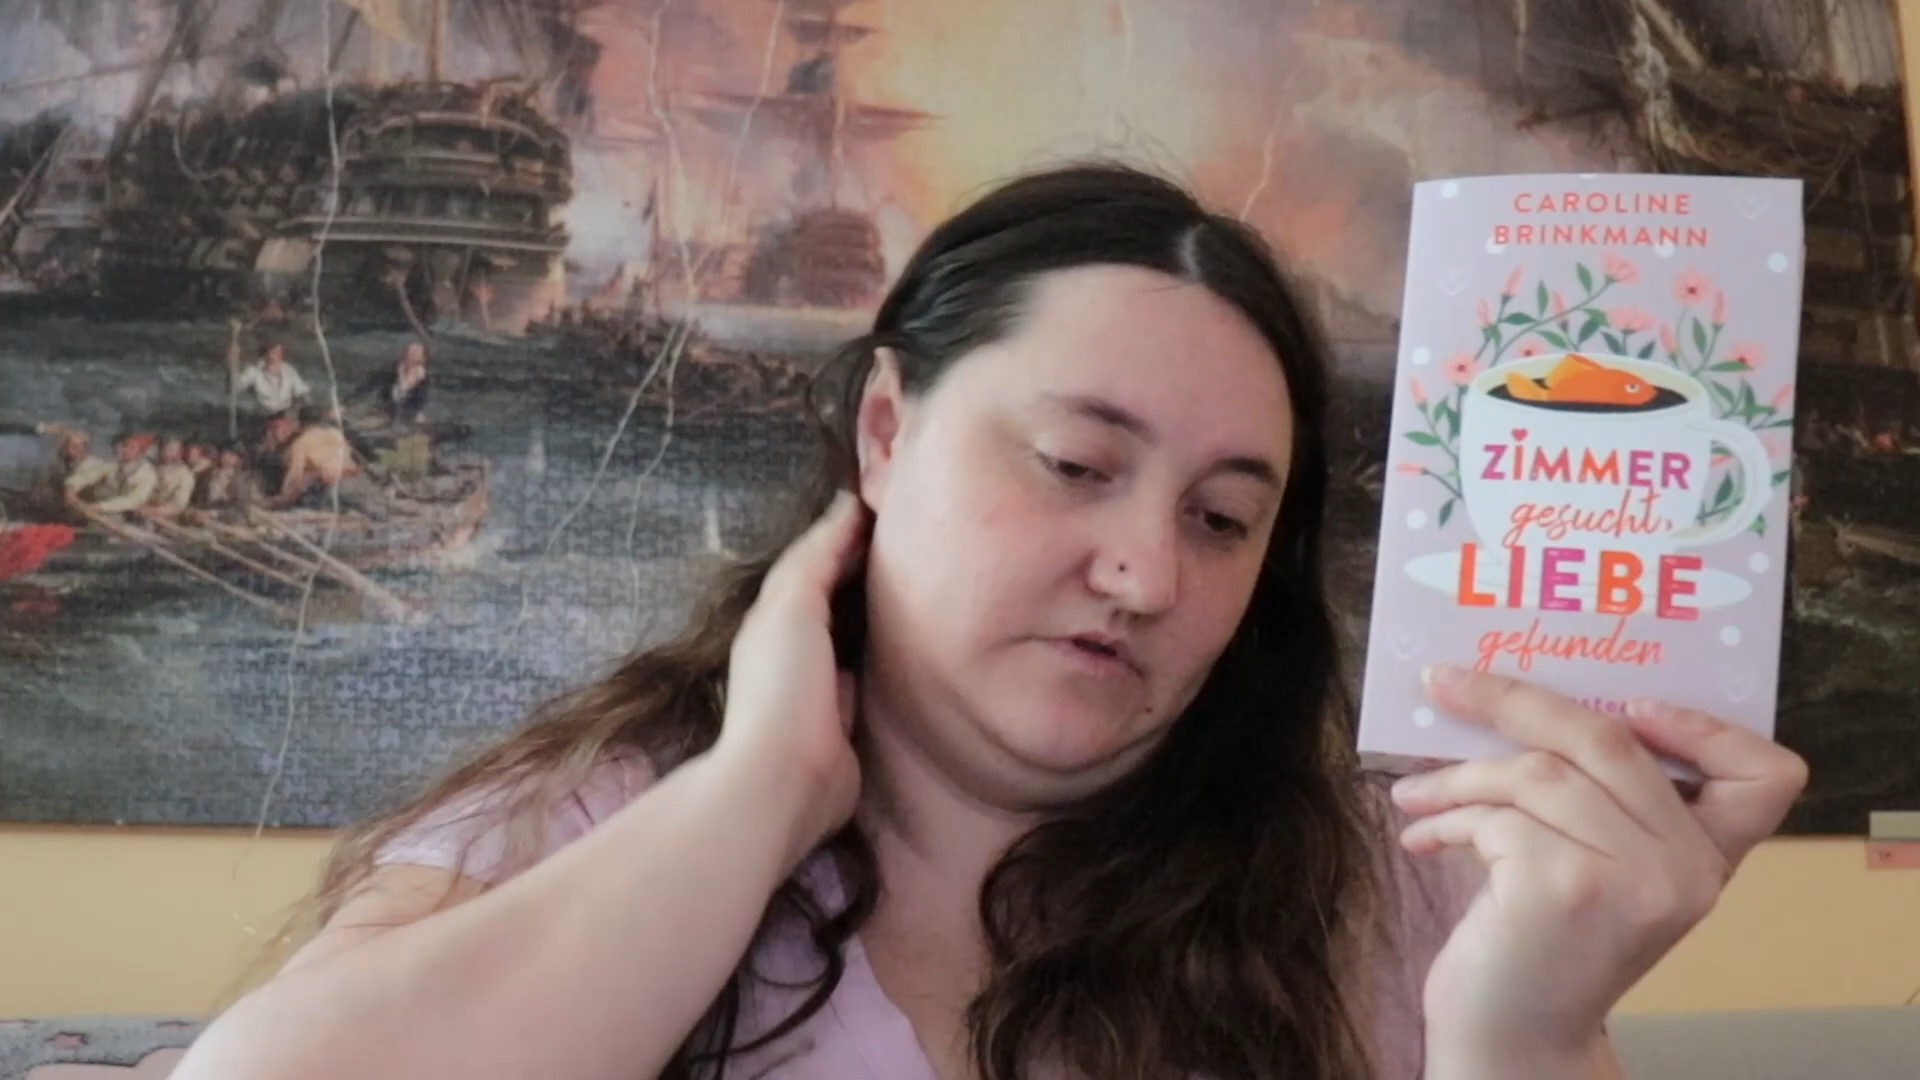 CAROLINE
BRINKMANN
ZIMMER
gesucht,
LIEBE
gefunden